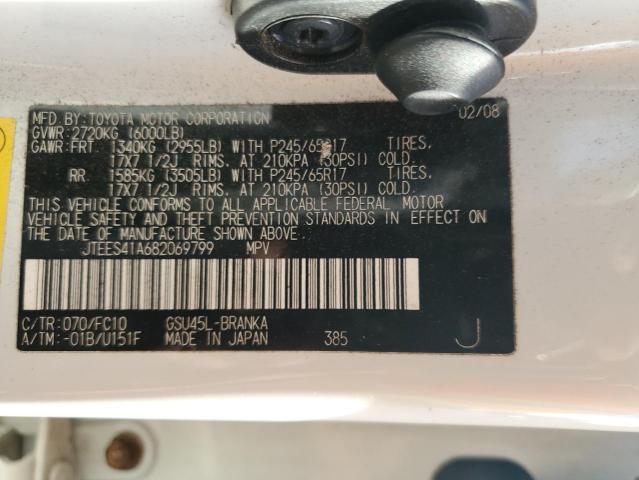 MFD.BY:TOYOTA MOTOR CORPORATION 02/08
GVWR:2720KG (6000LB)
GAWR:FRT 1340KG (2955LB) WITH P245/65R17 TIRES,
17X7 1/2J RIMS, AT 210KPA (30PSI) COLD.
RR 1585KG (3505LB) WITH P245/65R17 TIRES,
17X7 1/2J RIMS, AT 210KPA (30PSI) COLD.
THIS VEHICLE CONFORMS TO ALL APPLICABLE FEDERAL MOTOR
VEHICLE SAFETY AND THEFT PREVENTION STANDARDS IN EFFECT ON
THE DATE OF MANUFACTURE SHOWN ABOVE.
JTEES41A682069799 MPV
C/TR:070/FC10 GSU45L-BRANKA
A/TM:-01B/U151F MADE IN JAPAN 385 J